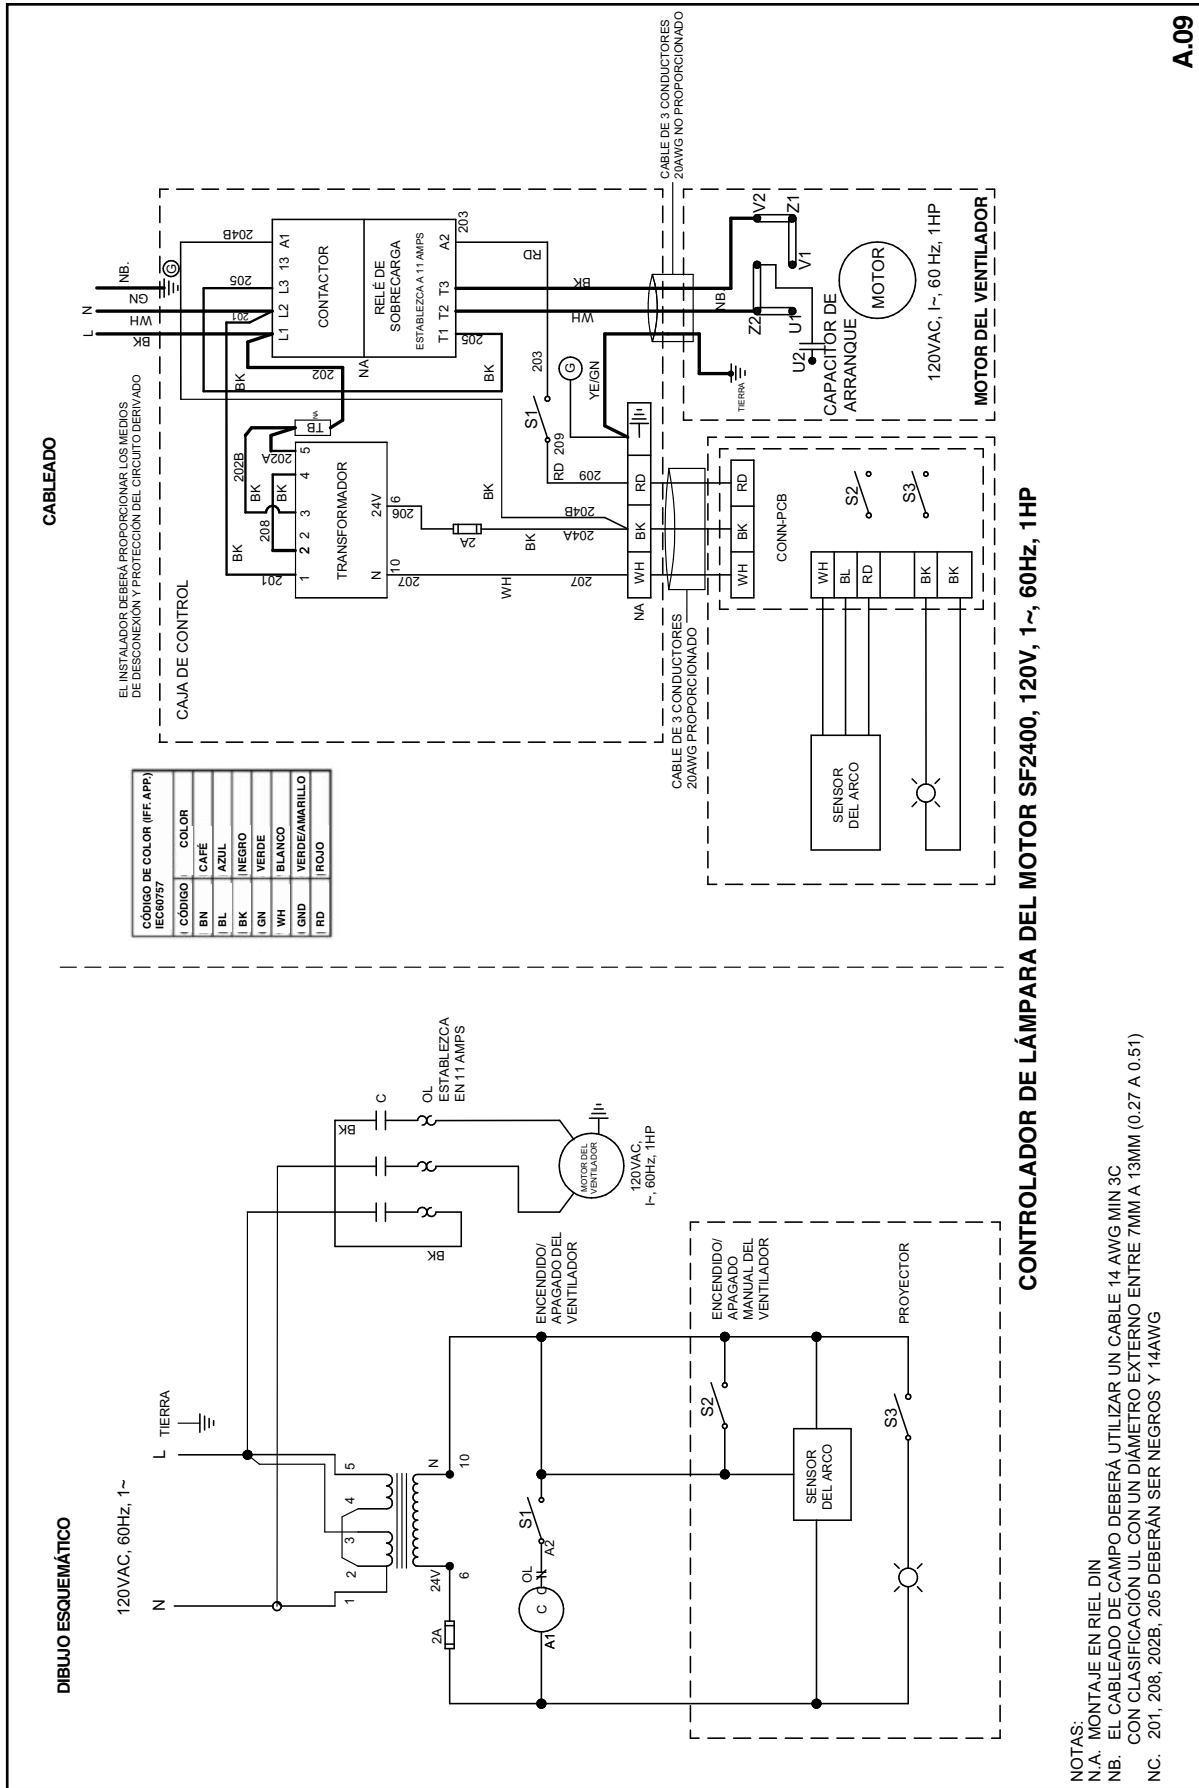 A.09
CABLEADO
EL INSTALADOR DEBERÁ PROPORCIONAR LOS MEDIOS
DE DESCONEXIÓN Y PROTECCIÓN DEL CIRCUITO DERIVADO
CAJA DE CONTROL
L
N
BK
WH
GN
NB.
G
CÓDIGO DE COLOR (IFF. APP.)
IEC60757
CÓDIGO COLOR
BN CAFÉ
BL AZUL
BK NEGRO
GN VERDE
WH BLANCO
GND VERDE/AMARILLO
RD ROJO
204B
205
201
L1 L2 L3 13 A1
CONTACTOR
RELÉ DE
SOBRECARGA
ESTABLEZCA A 11 AMPS
T1 T2 T3 A2
203
NA
BK
202
BK
205
BK
202B
202A
TB
NA
BK
BK
208
BK
201
1 2 2 3 4 5
TRANSFORMADOR
N 24V
10 6
207 206
2A
BK
BK
204B
204A
WH
207
RD
203
S1
209
RD
209
G
YE/GN
WH BK RD
NA
WH
BK
NB.
CABLE DE 3 CONDUCTORES
20AWG NO PROPORCIONADO
CABLE DE 3 CONDUCTORES
20AWG PROPORCIONADO
TIERRA
V2
Z1
V1
Z2
U1
U2
CAPACITOR DE
ARRANQUE
MOTOR
120VAC, I~, 60 Hz, 1HP
MOTOR DEL VENTILADOR
WH BK RD
CONN-PCB
S2
S3
WH
BL
RD
BK
BK
SENSOR
DEL ARCO
DIBUJO ESQUEMÁTICO
120VAC, 60Hz, 1~
N
L
TIERRA
1 2 3 4 5
24V
N
6
10
2A
BK
BK
C
OL
ESTABLEZCA
EN 11 AMPS
MOTOR DEL
VENTILADOR
120VAC,
I~, 60Hz, 1HP
A1
C
OL
A2
S1
ENCENDIDO/
APAGADO DEL
VENTILADOR
S2
ENCENDIDO/
APAGADO
MANUAL DEL
VENTILADOR
SENSOR
DEL ARCO
S3
PROYECTOR
CONTROLADOR DE LÁMPARA DEL MOTOR SF2400, 120V, 1~, 60Hz, 1HP
NOTAS:
N.A. MONTAJE EN RIEL DIN
NB. EL CABLEADO DE CAMPO DEBERÁ UTILIZAR UN CABLE 14 AWG MIN 3C
CON CLASIFICACIÓN UL CON UN DIÁMETRO EXTERNO ENTRE 7MM A 13MM (0.27 A 0.51)
NC. 201, 208, 202B, 205 DEBERÁN SER NEGROS Y 14AWG